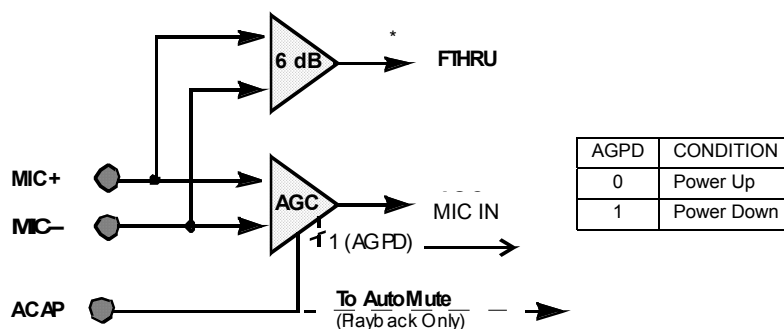 *
6 dB
FTHRU
MIC+
AGC
MIC IN
MIC–
1 (AGPD)
ACAP
To AutoMute
(Playback Only)
AGPD CONDITION
0 Power Up
1 Power Down